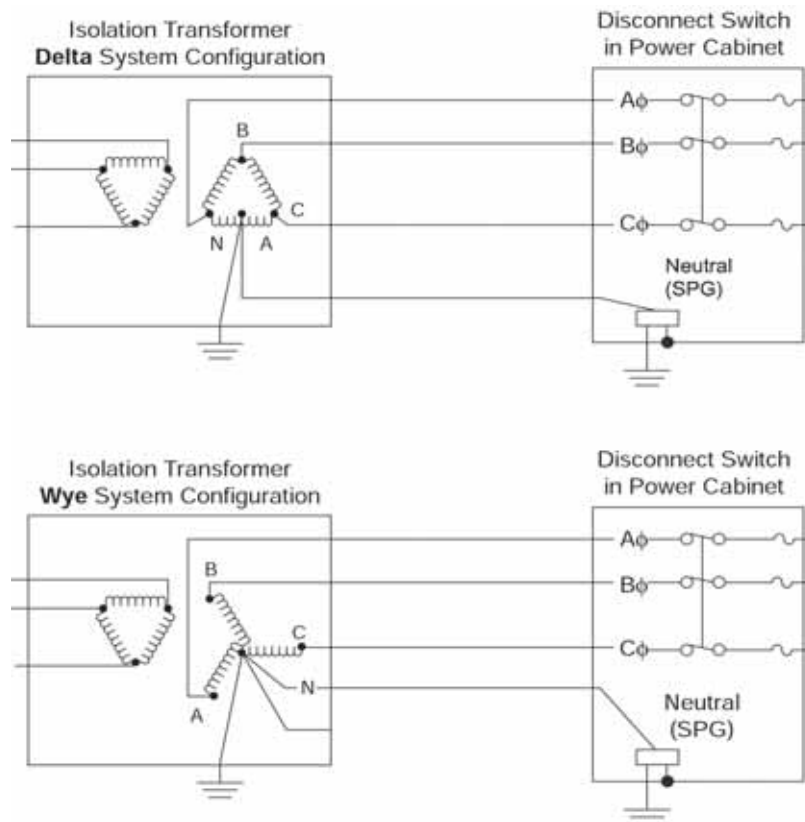 Isolation Transformer
Delta System Configuration
Disconnect Switch
in Power Cabinet
B
C
N
A
Aϕ
Bϕ
Cϕ
Neutral
(SPG)
Isolation Transformer
Wye System Configuration
Disconnect Switch
in Power Cabinet
B
C
N
A
Aϕ
Bϕ
Cϕ
Neutral
(SPG)